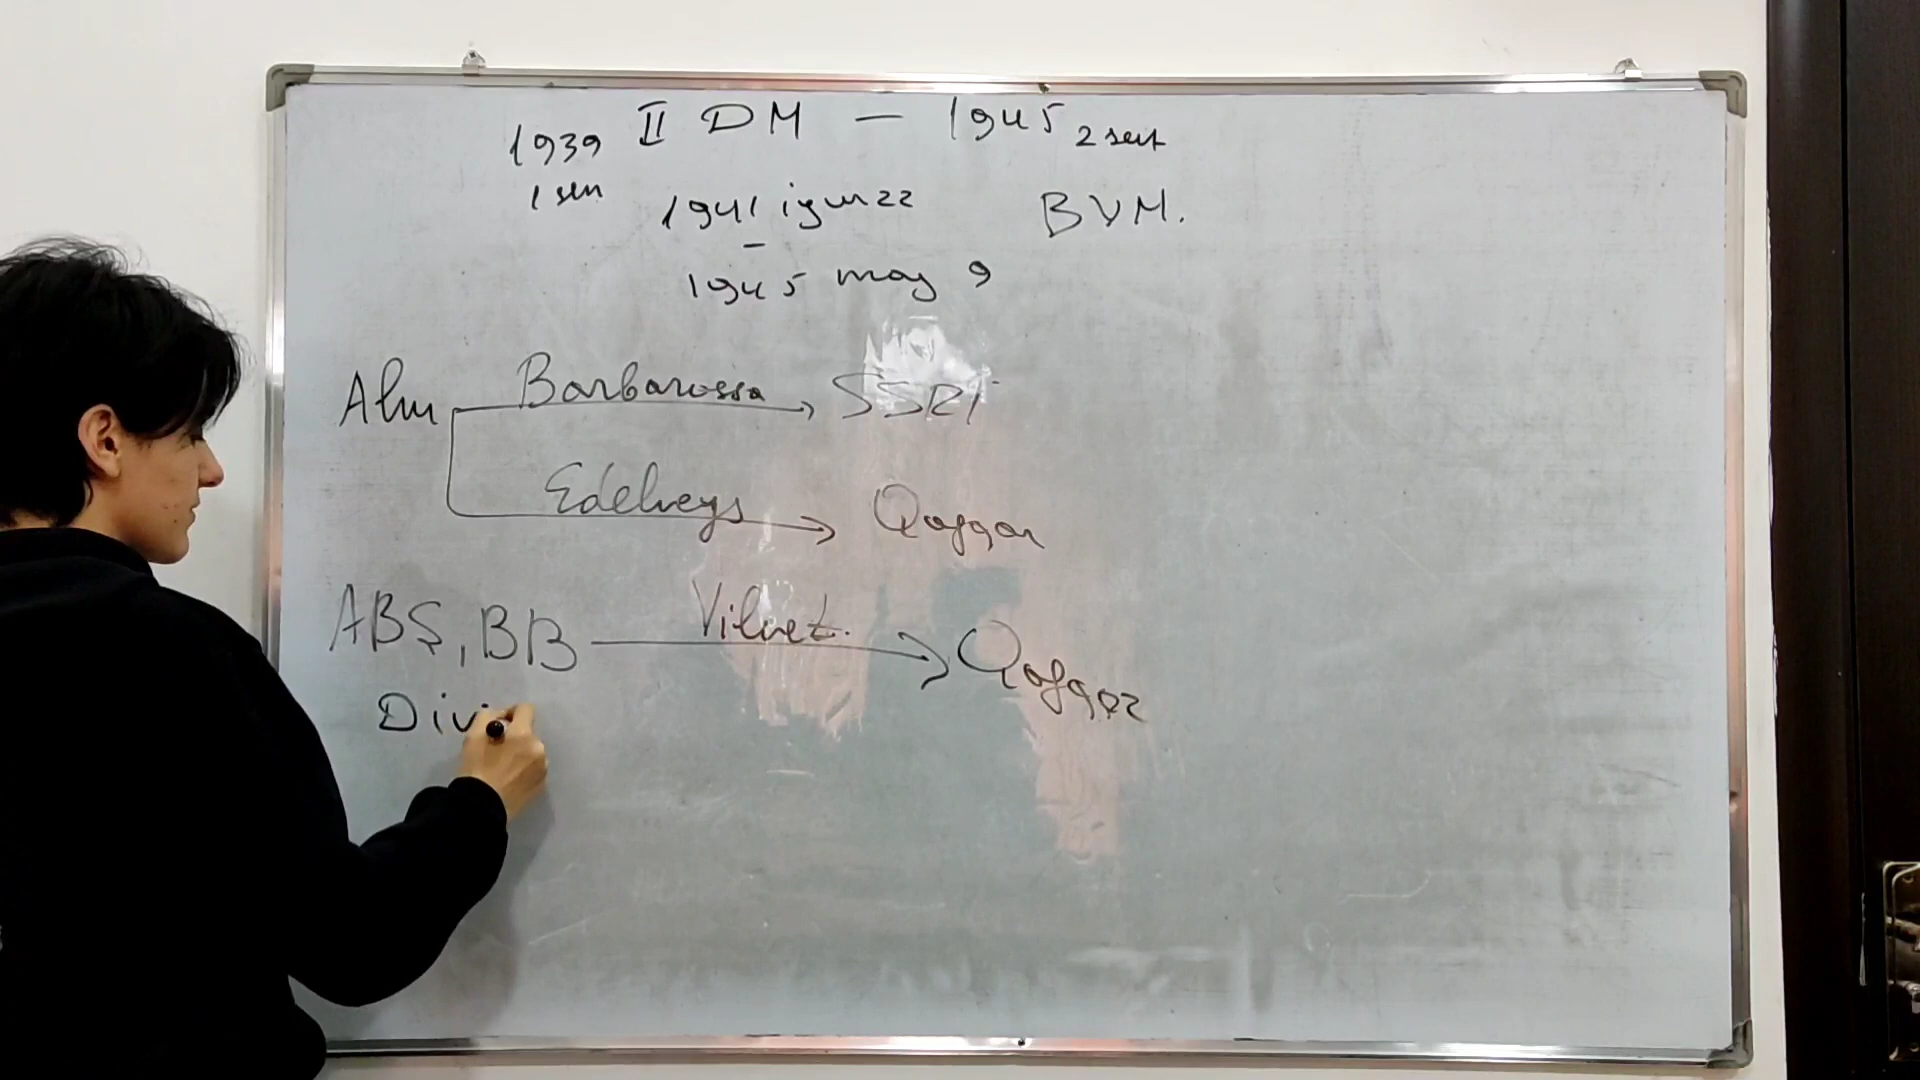 II DM — 1945 2 sent
1939
1 sen
1941 iyun 22 BVM.
—
1945 may 9
Alm Barbarossa SSRİ
Edelveys Qafqaz
ABŞ, BB Vilvet. Qafqaz
Divi